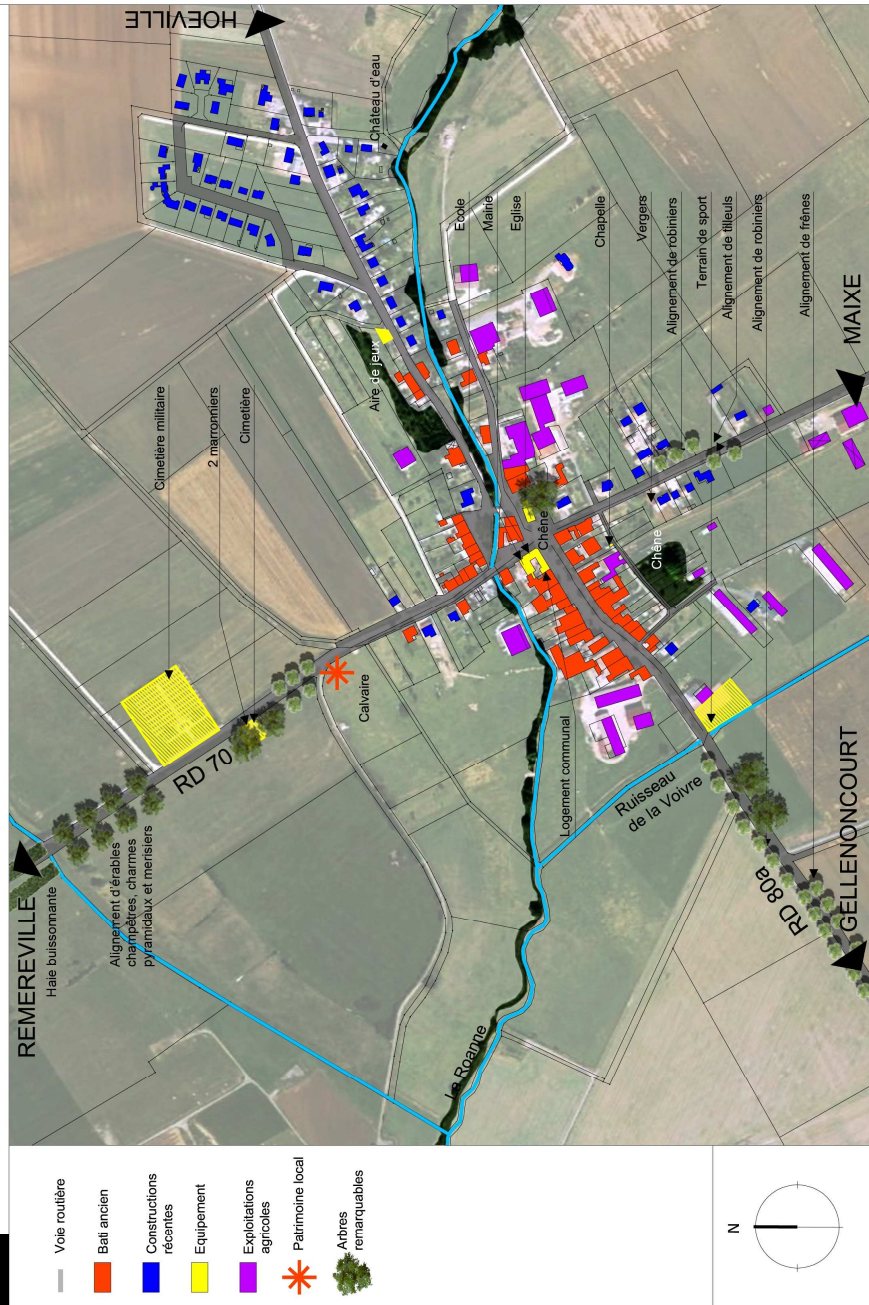 HOEVILLE
Château d'eau
Ecole
Mairie
Eglise
Chapelle
Vergers
Alignement de robiniers
Terrain de sport
Alignement de tilleuls
Alignement de robiniers
Alignement de frênes
MAIXE
Aire de jeux
Cimetière militaire
2 marronniers
Cimetière
Chêne
Chêne
RD 70
Calvaire
Logement communal
Ruisseau
de la Voivre
RD 80a
GELLENONCOURT
REMEREVILLE
Haie buissonnante
Alignement d'érables
champêtres, charmes
pyramidaux et merisiers
La Roanne
Voie routière
Bati ancien
Constructions
récentes
Equipement
Exploitations
agricoles
Patrimoine local
Arbres
remarquables
N